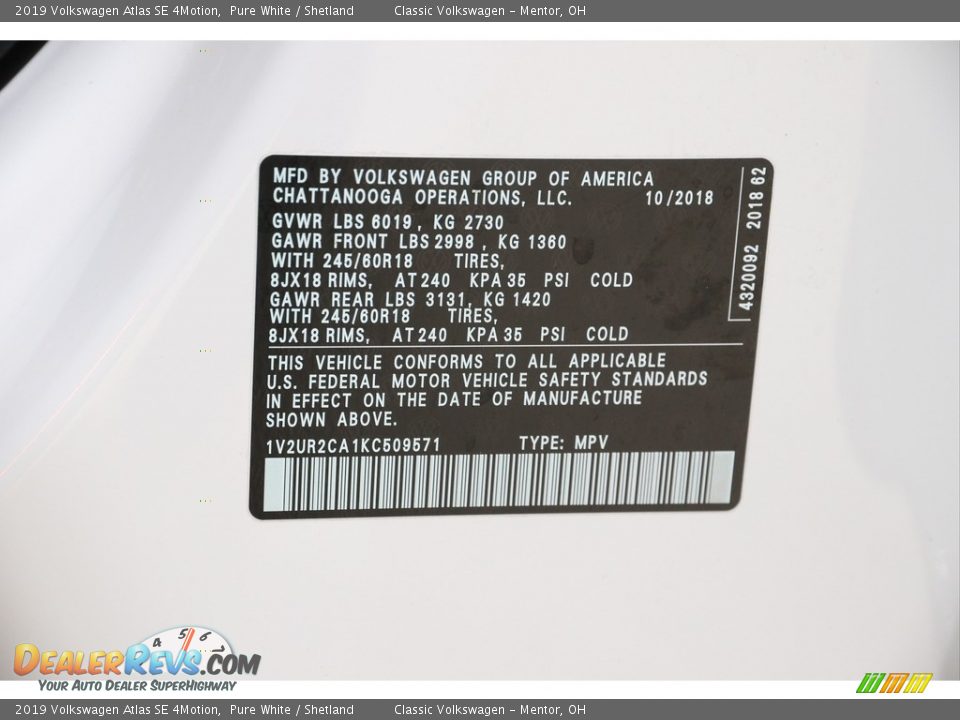 2019 Volkswagen Atlas SE 4Motion, Pure White / Shetland Classic Volkswagen – Mentor, OH
MFD BY VOLKSWAGEN GROUP OF AMERICA
CHATTANOOGA OPERATIONS, LLC. 10/2018
GVWR LBS 6019 , KG 2730
GAWR FRONT LBS 2998 , KG 1360
WITH 245/60R18 TIRES,
8JX18 RIMS, AT 240 KPA 35 PSI COLD
GAWR REAR LBS 3131, KG 1420
WITH 245/60R18 TIRES,
8JX18 RIMS, AT 240 KPA 35 PSI COLD
4320092 2018 62
THIS VEHICLE CONFORMS TO ALL APPLICABLE
U.S. FEDERAL MOTOR VEHICLE SAFETY STANDARDS
IN EFFECT ON THE DATE OF MANUFACTURE
SHOWN ABOVE.
1V2UR2CA1KC509571 TYPE: MPV
4 5 6 7
DEALERREVS.COM
YOUR AUTO DEALER SUPERHIGHWAY
2019 Volkswagen Atlas SE 4Motion, Pure White / Shetland Classic Volkswagen – Mentor, OH